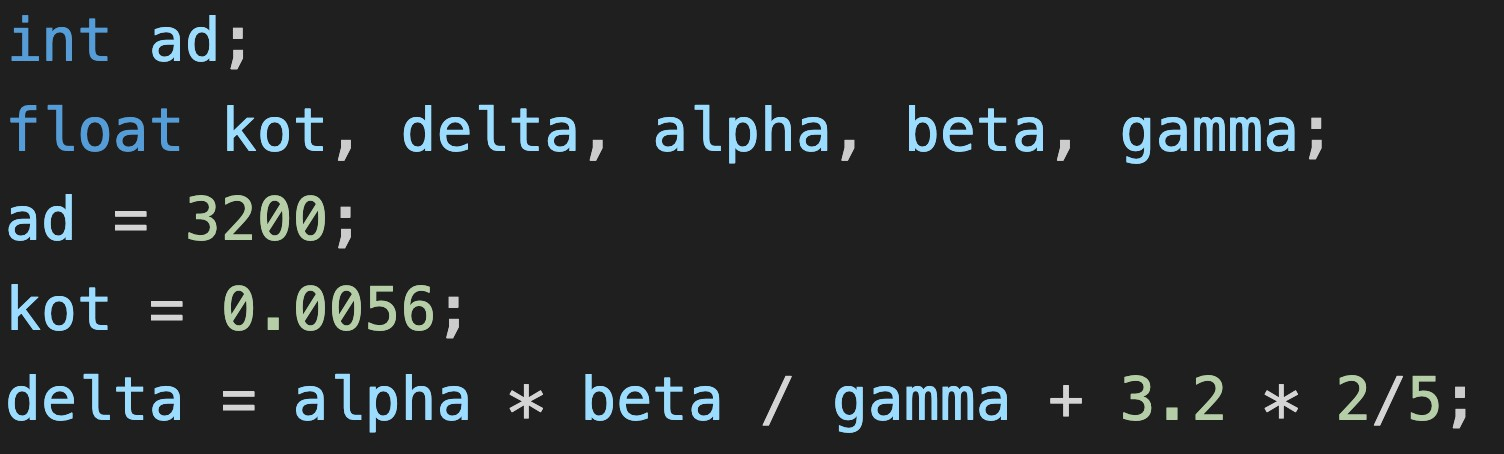 int ad;
float kot, delta, alpha, beta, gamma;
ad = 3200;
kot = 0.0056;
delta = alpha * beta / gamma + 3.2 * 2/5;